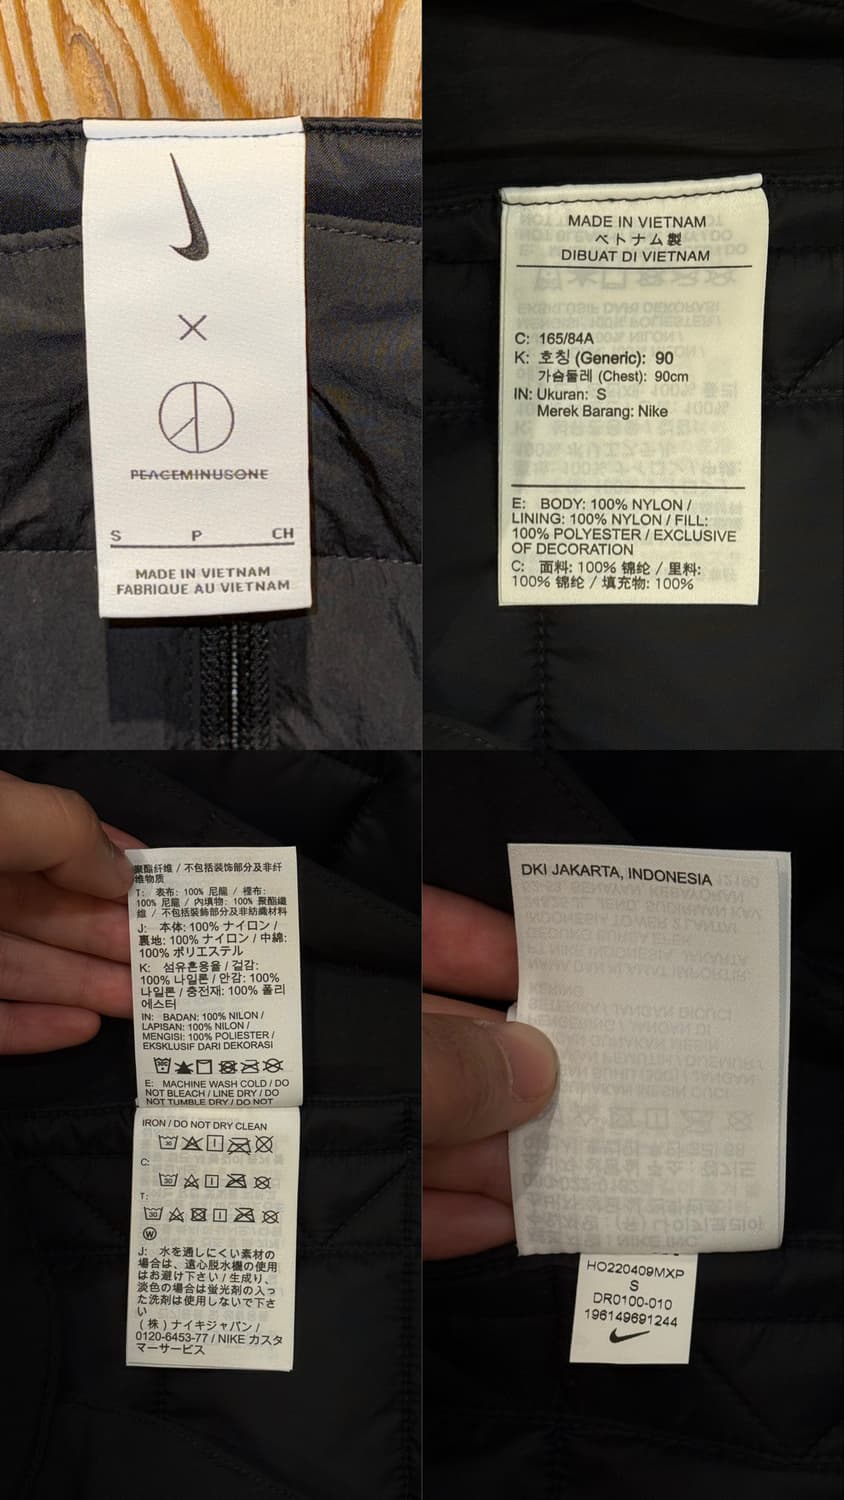 ×
PEACEMINUSONE
S P CH
MADE IN VIETNAM
FABRIQUE AU VIETNAM
MADE IN VIETNAM
ベトナム製
DIBUAT DI VIETNAM
C: 165/84A
K: 호칭 (Generic): 90
가슴둘레 (Chest): 90cm
IN: Ukuran: S
Merek Barang: Nike
E: BODY: 100% NYLON /
LINING: 100% NYLON / FILL:
100% POLYESTER / EXCLUSIVE
OF DECORATION
C: 面料: 100% 锦纶 / 里料:
100% 锦纶 / 填充物: 100%
聚酯纤维 / 不包括装饰部分及非纤
维物质
T: 表布: 100% 尼龍 / 裡布:
100% 尼龍 / 內填物: 100% 聚酯纖
維 / 不包括裝飾部分及非紡織材料
J: 本体: 100% ナイロン /
裏地: 100% ナイロン / 中綿:
100% ポリエステル
K: 섬유혼용율 / 겉감:
100% 나일론 / 안감: 100%
나일론 / 충전재: 100% 폴리
에스터
IN: BADAN: 100% NILON /
LAPISAN: 100% NILON /
MENGISI: 100% POLIESTER /
EKSKLUSIF DARI DEKORASI
E: MACHINE WASH COLD / DO
NOT BLEACH / LINE DRY / DO
NOT TUMBLE DRY / DO NOT
IRON / DO NOT DRY CLEAN
C:
T:
J: 水を通しにくい素材の
場合は、遠心脱水機の使用
はお避け下さい / 生成り、
淡色の場合は蛍光剤の入っ
た洗剤は使用しないで下さ
い
(株) ナイキジャパン /
0120-6453-77 / NIKE カスタ
マーサービス
DKI JAKARTA, INDONESIA
HO220409MXP
S
DR0100-010
196149691244